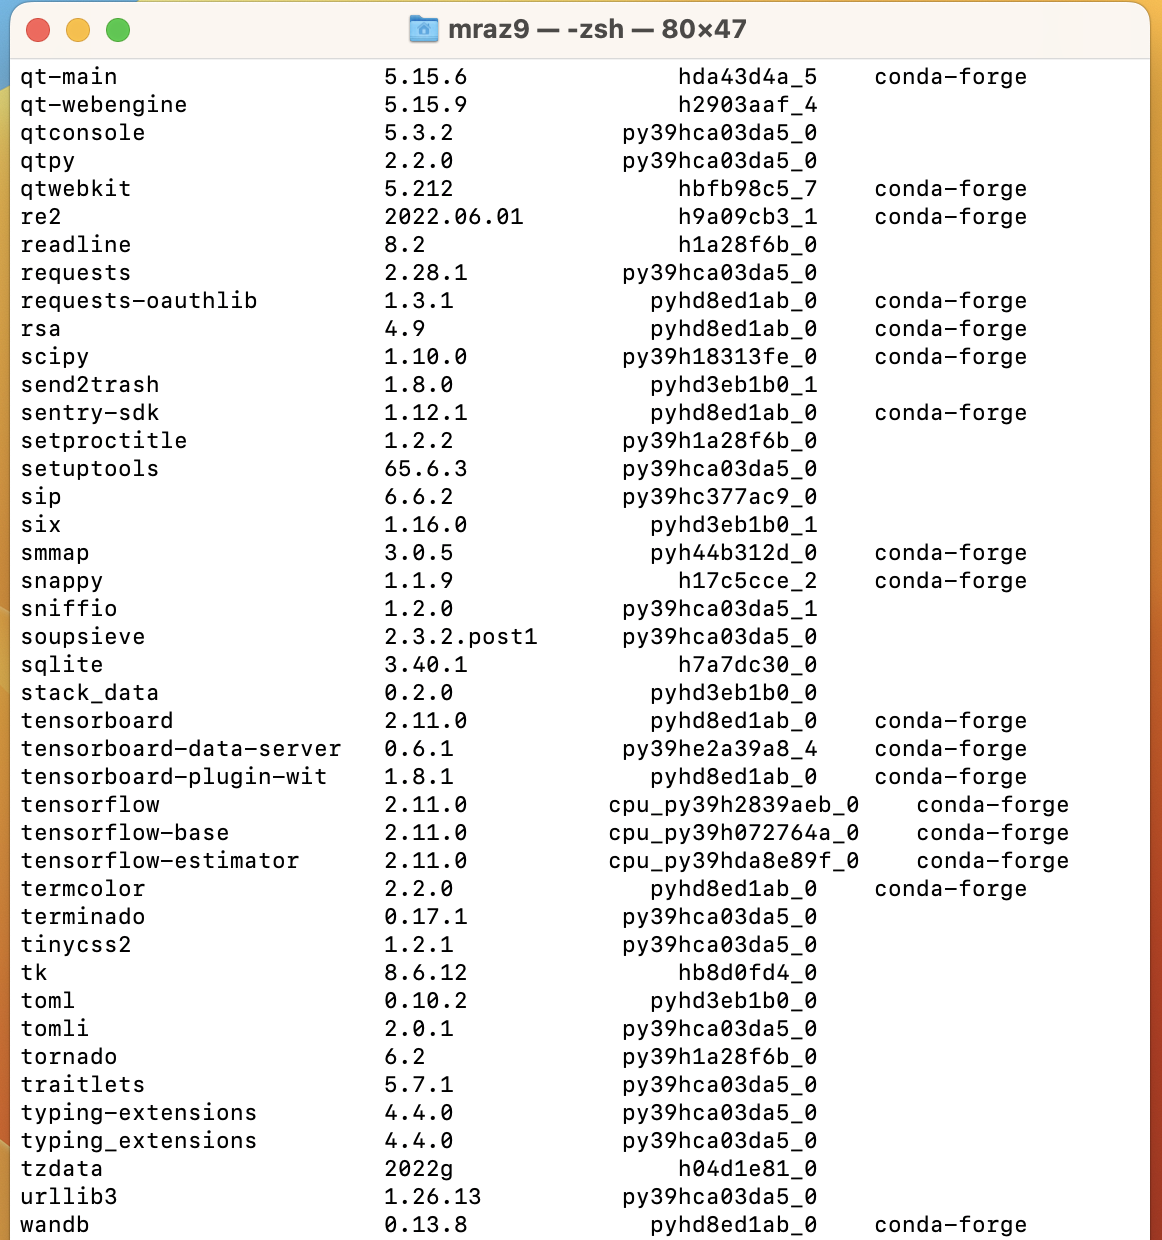 mraz9 — -zsh — 80×47
qt-main 5.15.6 hda43d4a_5 conda-forge
qt-webengine 5.15.9 h2903aaf_4
qtconsole 5.3.2 py39hca03da5_0
qtpy 2.2.0 py39hca03da5_0
qtwebkit 5.212 hbfb98c5_7 conda-forge
re2 2022.06.01 h9a09cb3_1 conda-forge
readline 8.2 h1a28f6b_0
requests 2.28.1 py39hca03da5_0
requests-oauthlib 1.3.1 pyhd8ed1ab_0 conda-forge
rsa 4.9 pyhd8ed1ab_0 conda-forge
scipy 1.10.0 py39h18313fe_0 conda-forge
send2trash 1.8.0 pyhd3eb1b0_1
sentry-sdk 1.12.1 pyhd8ed1ab_0 conda-forge
setproctitle 1.2.2 py39h1a28f6b_0
setuptools 65.6.3 py39hca03da5_0
sip 6.6.2 py39hc377ac9_0
six 1.16.0 pyhd3eb1b0_1
smmap 3.0.5 pyh44b312d_0 conda-forge
snappy 1.1.9 h17c5cce_2 conda-forge
sniffio 1.2.0 py39hca03da5_1
soupsieve 2.3.2.post1 py39hca03da5_0
sqlite 3.40.1 h7a7dc30_0
stack_data 0.2.0 pyhd3eb1b0_0
tensorboard 2.11.0 pyhd8ed1ab_0 conda-forge
tensorboard-data-server 0.6.1 py39he2a39a8_4 conda-forge
tensorboard-plugin-wit 1.8.1 pyhd8ed1ab_0 conda-forge
tensorflow 2.11.0 cpu_py39h2839aeb_0 conda-forge
tensorflow-base 2.11.0 cpu_py39h072764a_0 conda-forge
tensorflow-estimator 2.11.0 cpu_py39hda8e89f_0 conda-forge
termcolor 2.2.0 pyhd8ed1ab_0 conda-forge
terminado 0.17.1 py39hca03da5_0
tinycss2 1.2.1 py39hca03da5_0
tk 8.6.12 hb8d0fd4_0
toml 0.10.2 pyhd3eb1b0_0
tomli 2.0.1 py39hca03da5_0
tornado 6.2 py39h1a28f6b_0
traitlets 5.7.1 py39hca03da5_0
typing-extensions 4.4.0 py39hca03da5_0
typing_extensions 4.4.0 py39hca03da5_0
tzdata 2022g h04d1e81_0
urllib3 1.26.13 py39hca03da5_0
wandb 0.13.8 pyhd8ed1ab_0 conda-forge